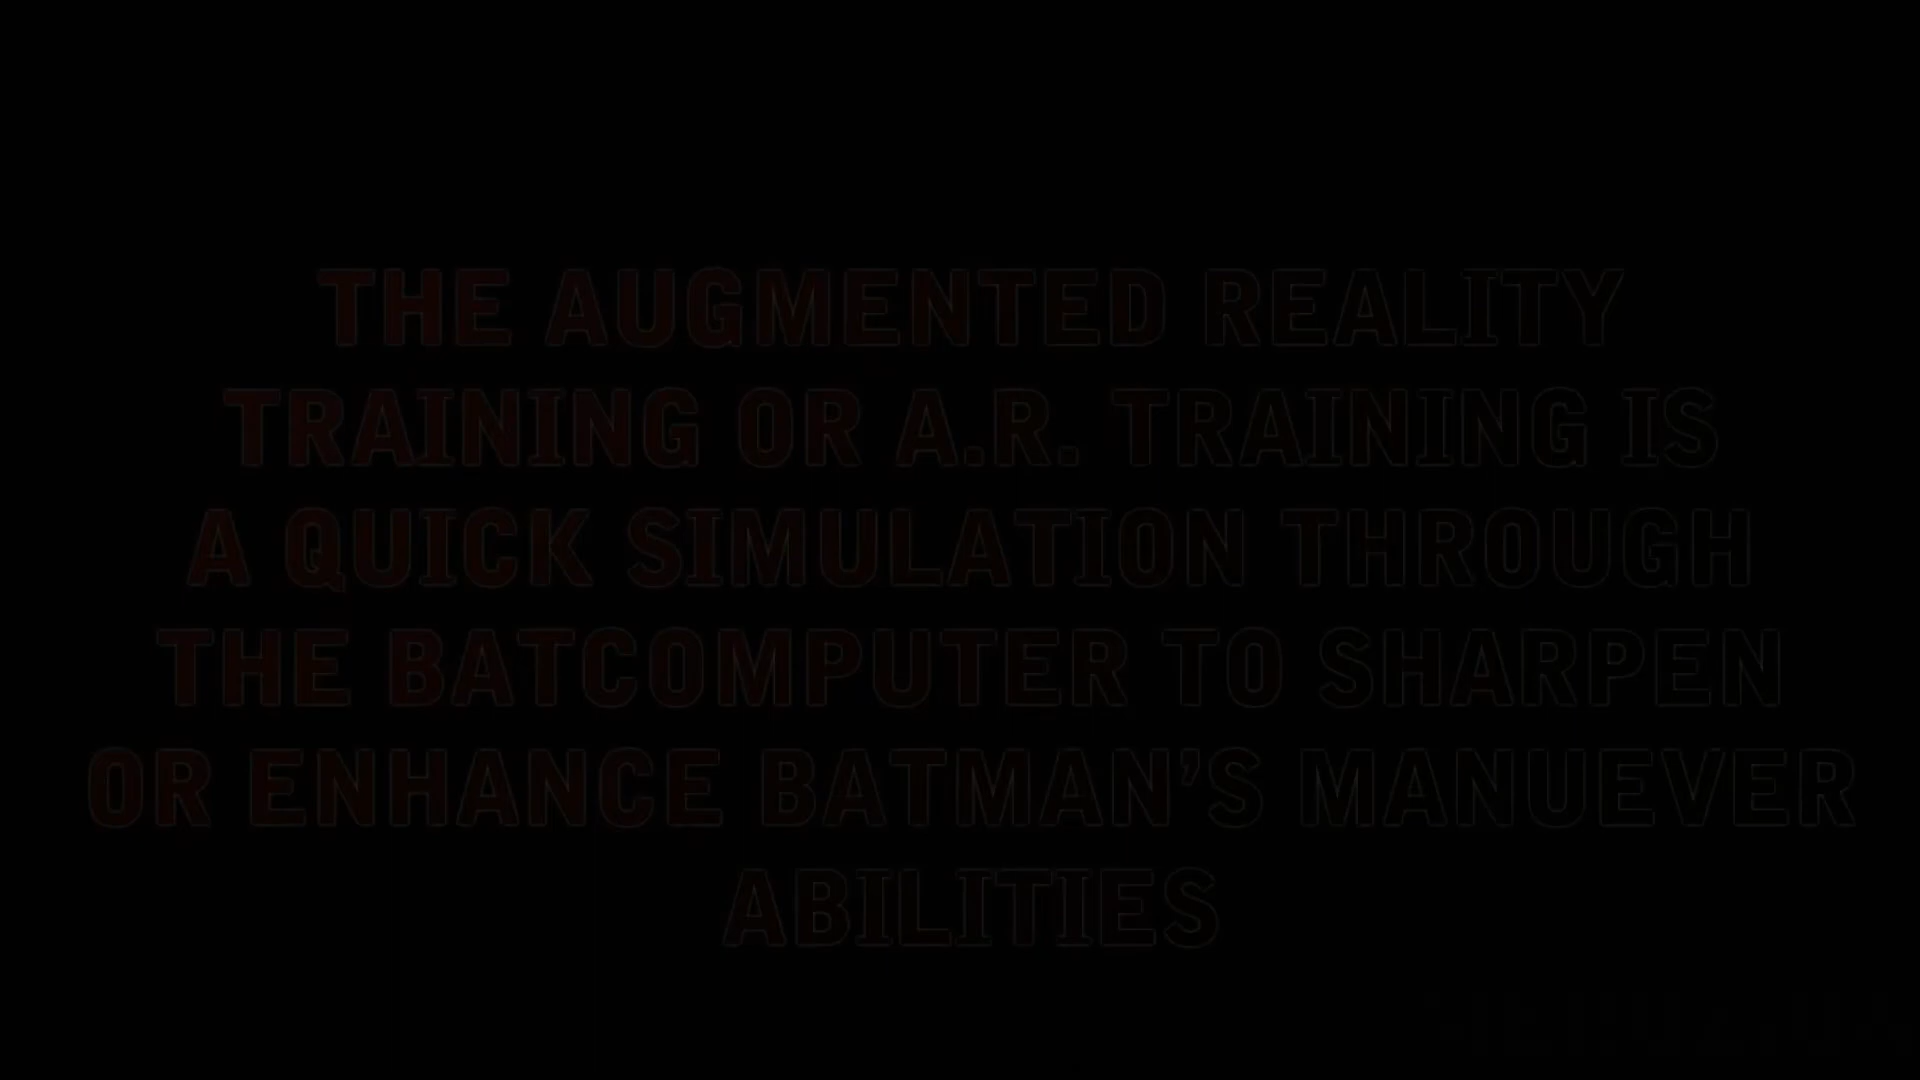 THE AUGMENTED REALITY
TRAINING OR A.R. TRAINING IS
A QUICK SIMULATION THROUGH
THE BATCOMPUTER TO SHARPEN
OR ENHANCE BATMAN’S MANUEVER
ABILITIES